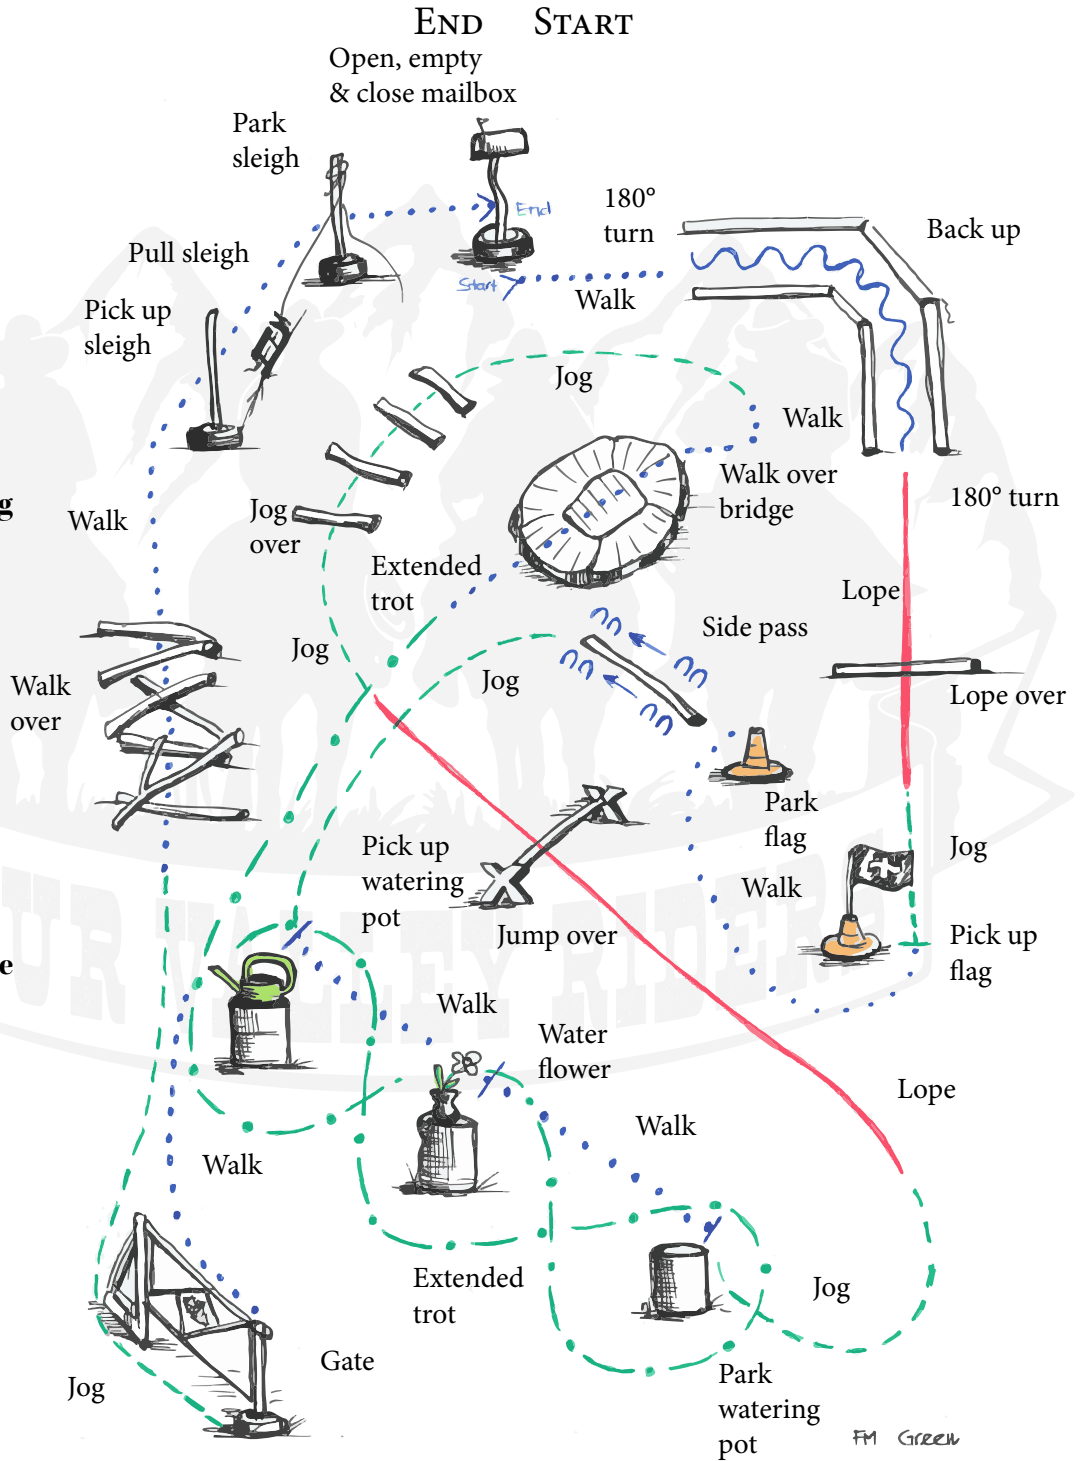 END START
Open, empty
& close mailbox
Park
sleigh
End
180°
turn
Back up
Pull sleigh
Start
Walk
Pick up
sleigh
Jog
Walk
Walk over
bridge
180° turn
g
Walk
Jog
over
Extended
trot
Lope
Side pass
Jog
Jog
Walk
over
Lope over
Park
flag
Pick up
watering
pot
Jog
Walk
Jump over
Pick up
flag
e
OUR VALLEY RIDERS
Walk
Water
flower
Lope
Walk
Walk
Extended
trot
Jog
Gate
Jog
Park
watering
pot
FM Green